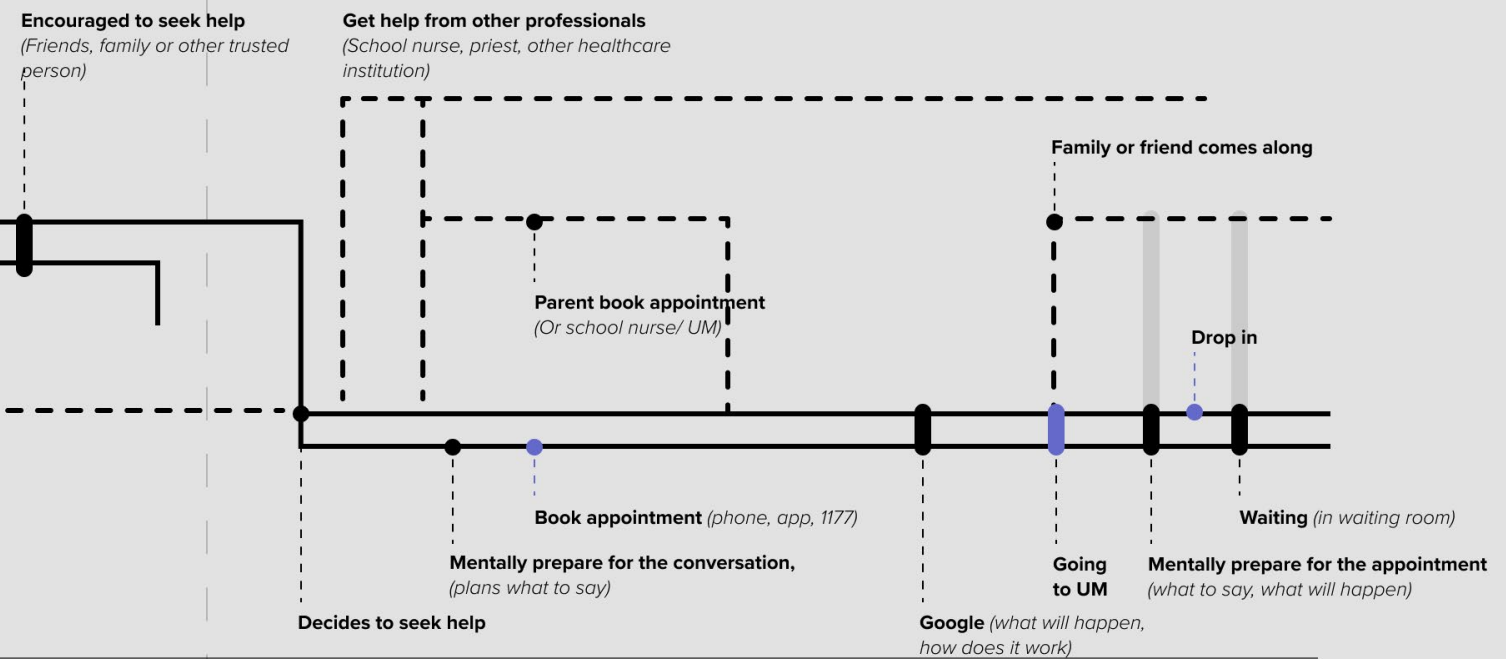 Encouraged to seek help
(Friends, family or other trusted
person)
Get help from other professionals
(School nurse, priest, other healthcare
institution)
Family or friend comes along
Parent book appointment
(Or school nurse/ UM)
Drop in
Book appointment (phone, app, 1177)
Waiting (in waiting room)
Mentally prepare for the conversation,
(plans what to say)
Going
to UM
Mentally prepare for the appointment
(what to say, what will happen)
Decides to seek help
Google (what will happen,
how does it work)